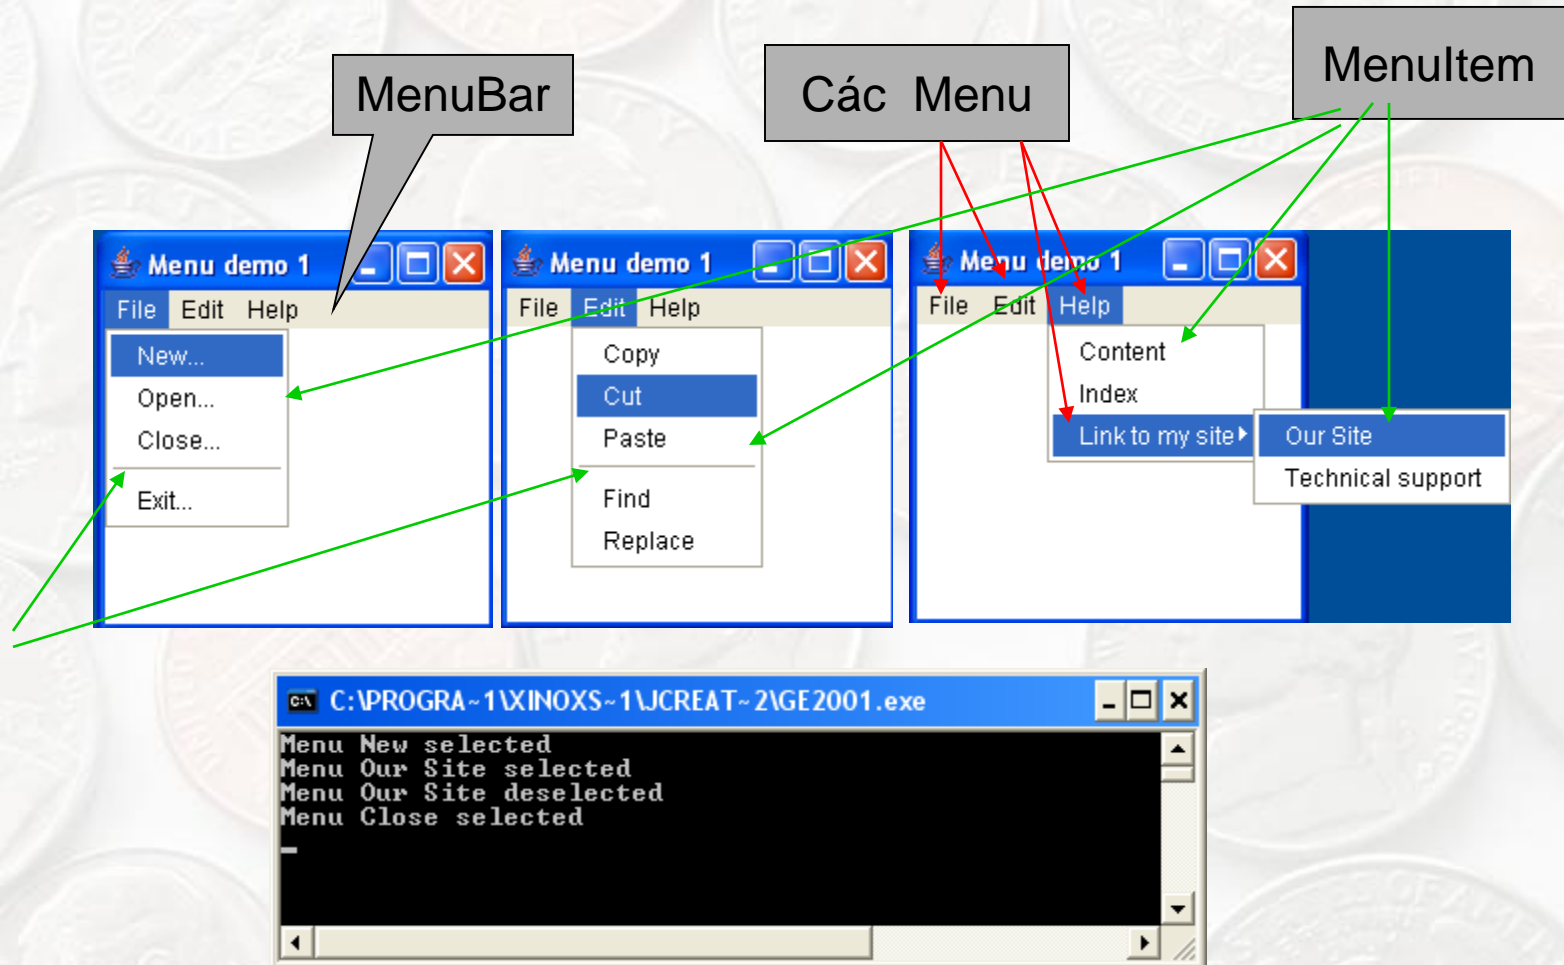 MenuBar
Các Menu
MenuItem
Menu demo 1
File Edit Help
New...
Open...
Close...
Exit...
Menu demo 1
File Edit Help
Copy
Cut
Paste
Find
Replace
Menu demo 1
File Edit Help
Content
Index
Link to my site
Our Site
Technical support
C:\PROGRA~1\XINOXS~1\JCREAT~2\GE2001.exe
Menu New selected
Menu Our Site selected
Menu Our Site deselected
Menu Close selected